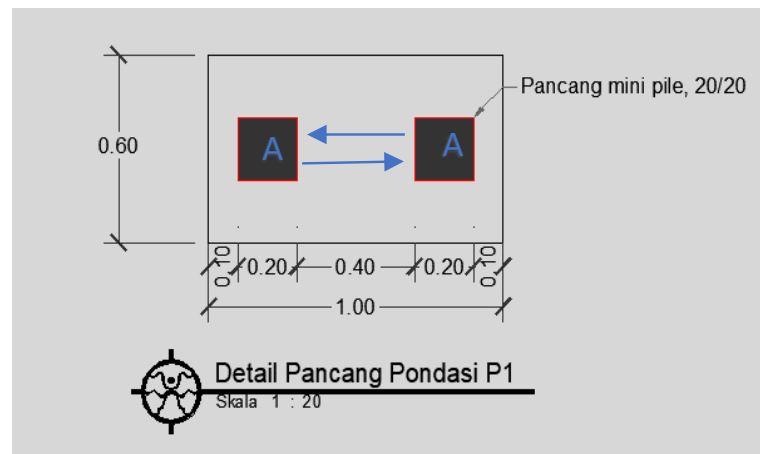 Pancang mini pile, 20/20
A
A
0.60
0.10
0.20
0.40
0.20
0.10
1.00
Detail Pancang Pondasi P1
Skala 1 : 20